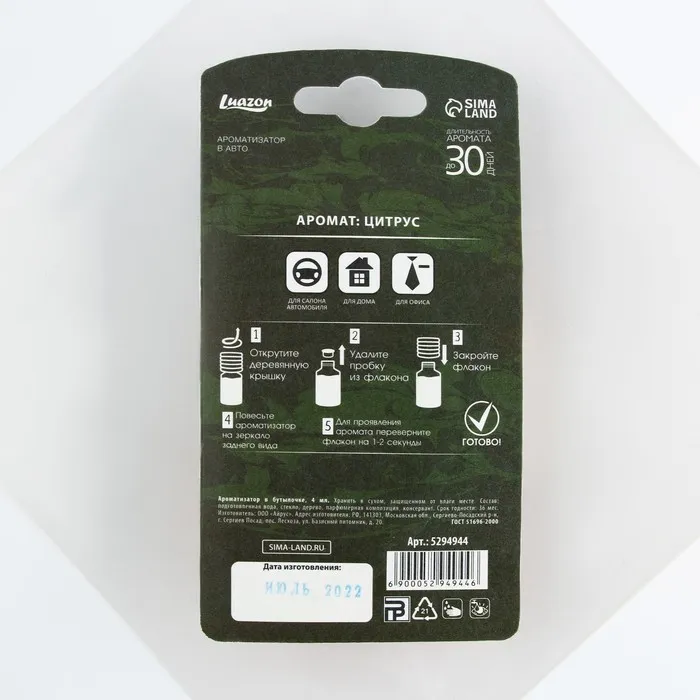 Luazon
SIMA
LAND
АРОМАТИЗАТОР
В АВТО
ДЛИТЕЛЬНОСТЬ
АРОМАТА
ДО 30 ДНЕЙ
АРОМАТ: ЦИТРУС
ДЛЯ САЛОНА
АВТОМОБИЛЯ
ДЛЯ ДОМА
ДЛЯ ОФИСА
1
Открутите
деревянную
крышку
2
Удалите
пробку
из флакона
3
Закройте
флакон
4 Повесьте
ароматизатор
на зеркало
заднего вида
5 Для проявления
аромата переверните
флакон на 1-2 секунды
ГОТОВО!
Ароматизатор в бутылочке, 4 мл. Хранить в сухом, защищенном от влаги месте. Состав:
подготовленная вода, стекло, дерево, парфюмерная композиция, консервант. Срок годности: 36 мес.
Изготовитель: ООО «Айрус». Адрес изготовителя: РФ, 141303, Московская обл., Сергиево-Посадский р-н,
г. Сергиев Посад, пос. Лесхоза, ул. Базисный питомник, д. 20.
ГОСТ 51696-2000
SIMA-LAND.RU
Арт.: 5294944
Дата изготовления:
ИЮЛЬ 2022
6 900052 949446
21